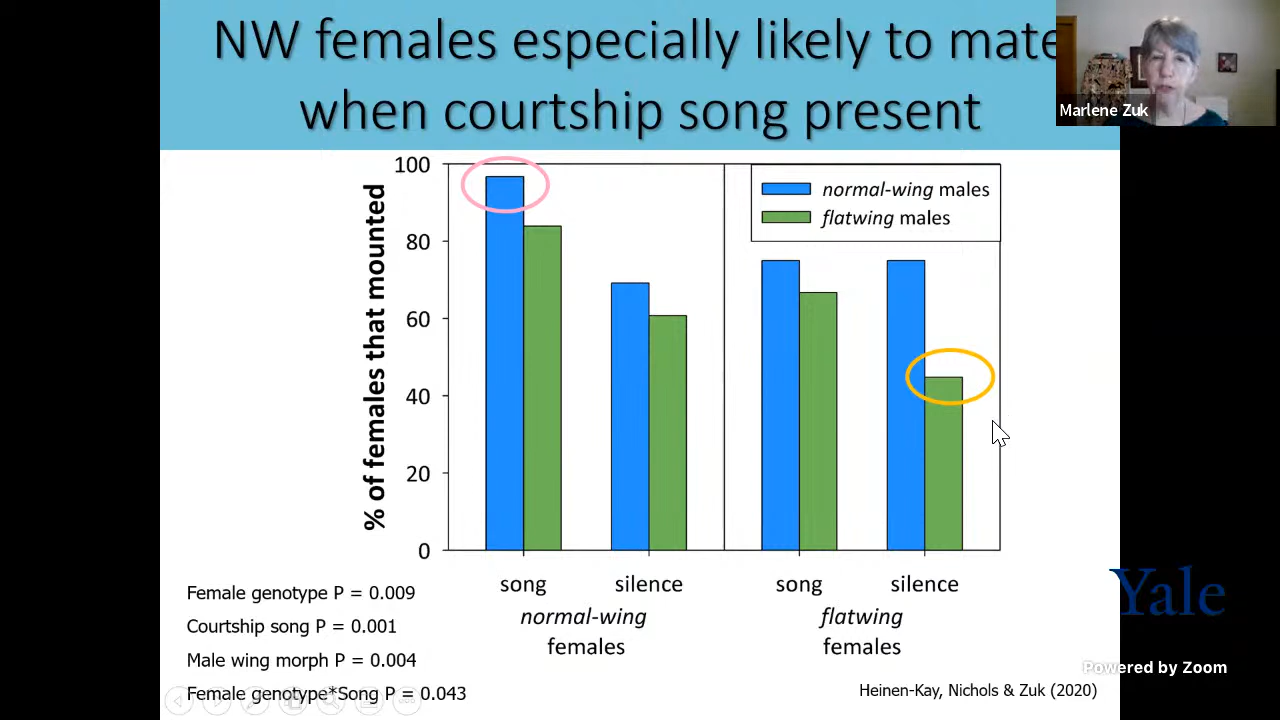 NW females especially likely to mate
when courtship song present
Marlene Zuk
% of females that mounted
100
80
60
40
20
0
normal-wing males
flatwing males
song silence song silence
normal-wing flatwing
females females
Female genotype P = 0.009
Courtship song P = 0.001
Male wing morph P = 0.004
Female genotype*Song P = 0.043
Heinen-Kay, Nichols & Zuk (2020)
Yale
Powered by Zoom